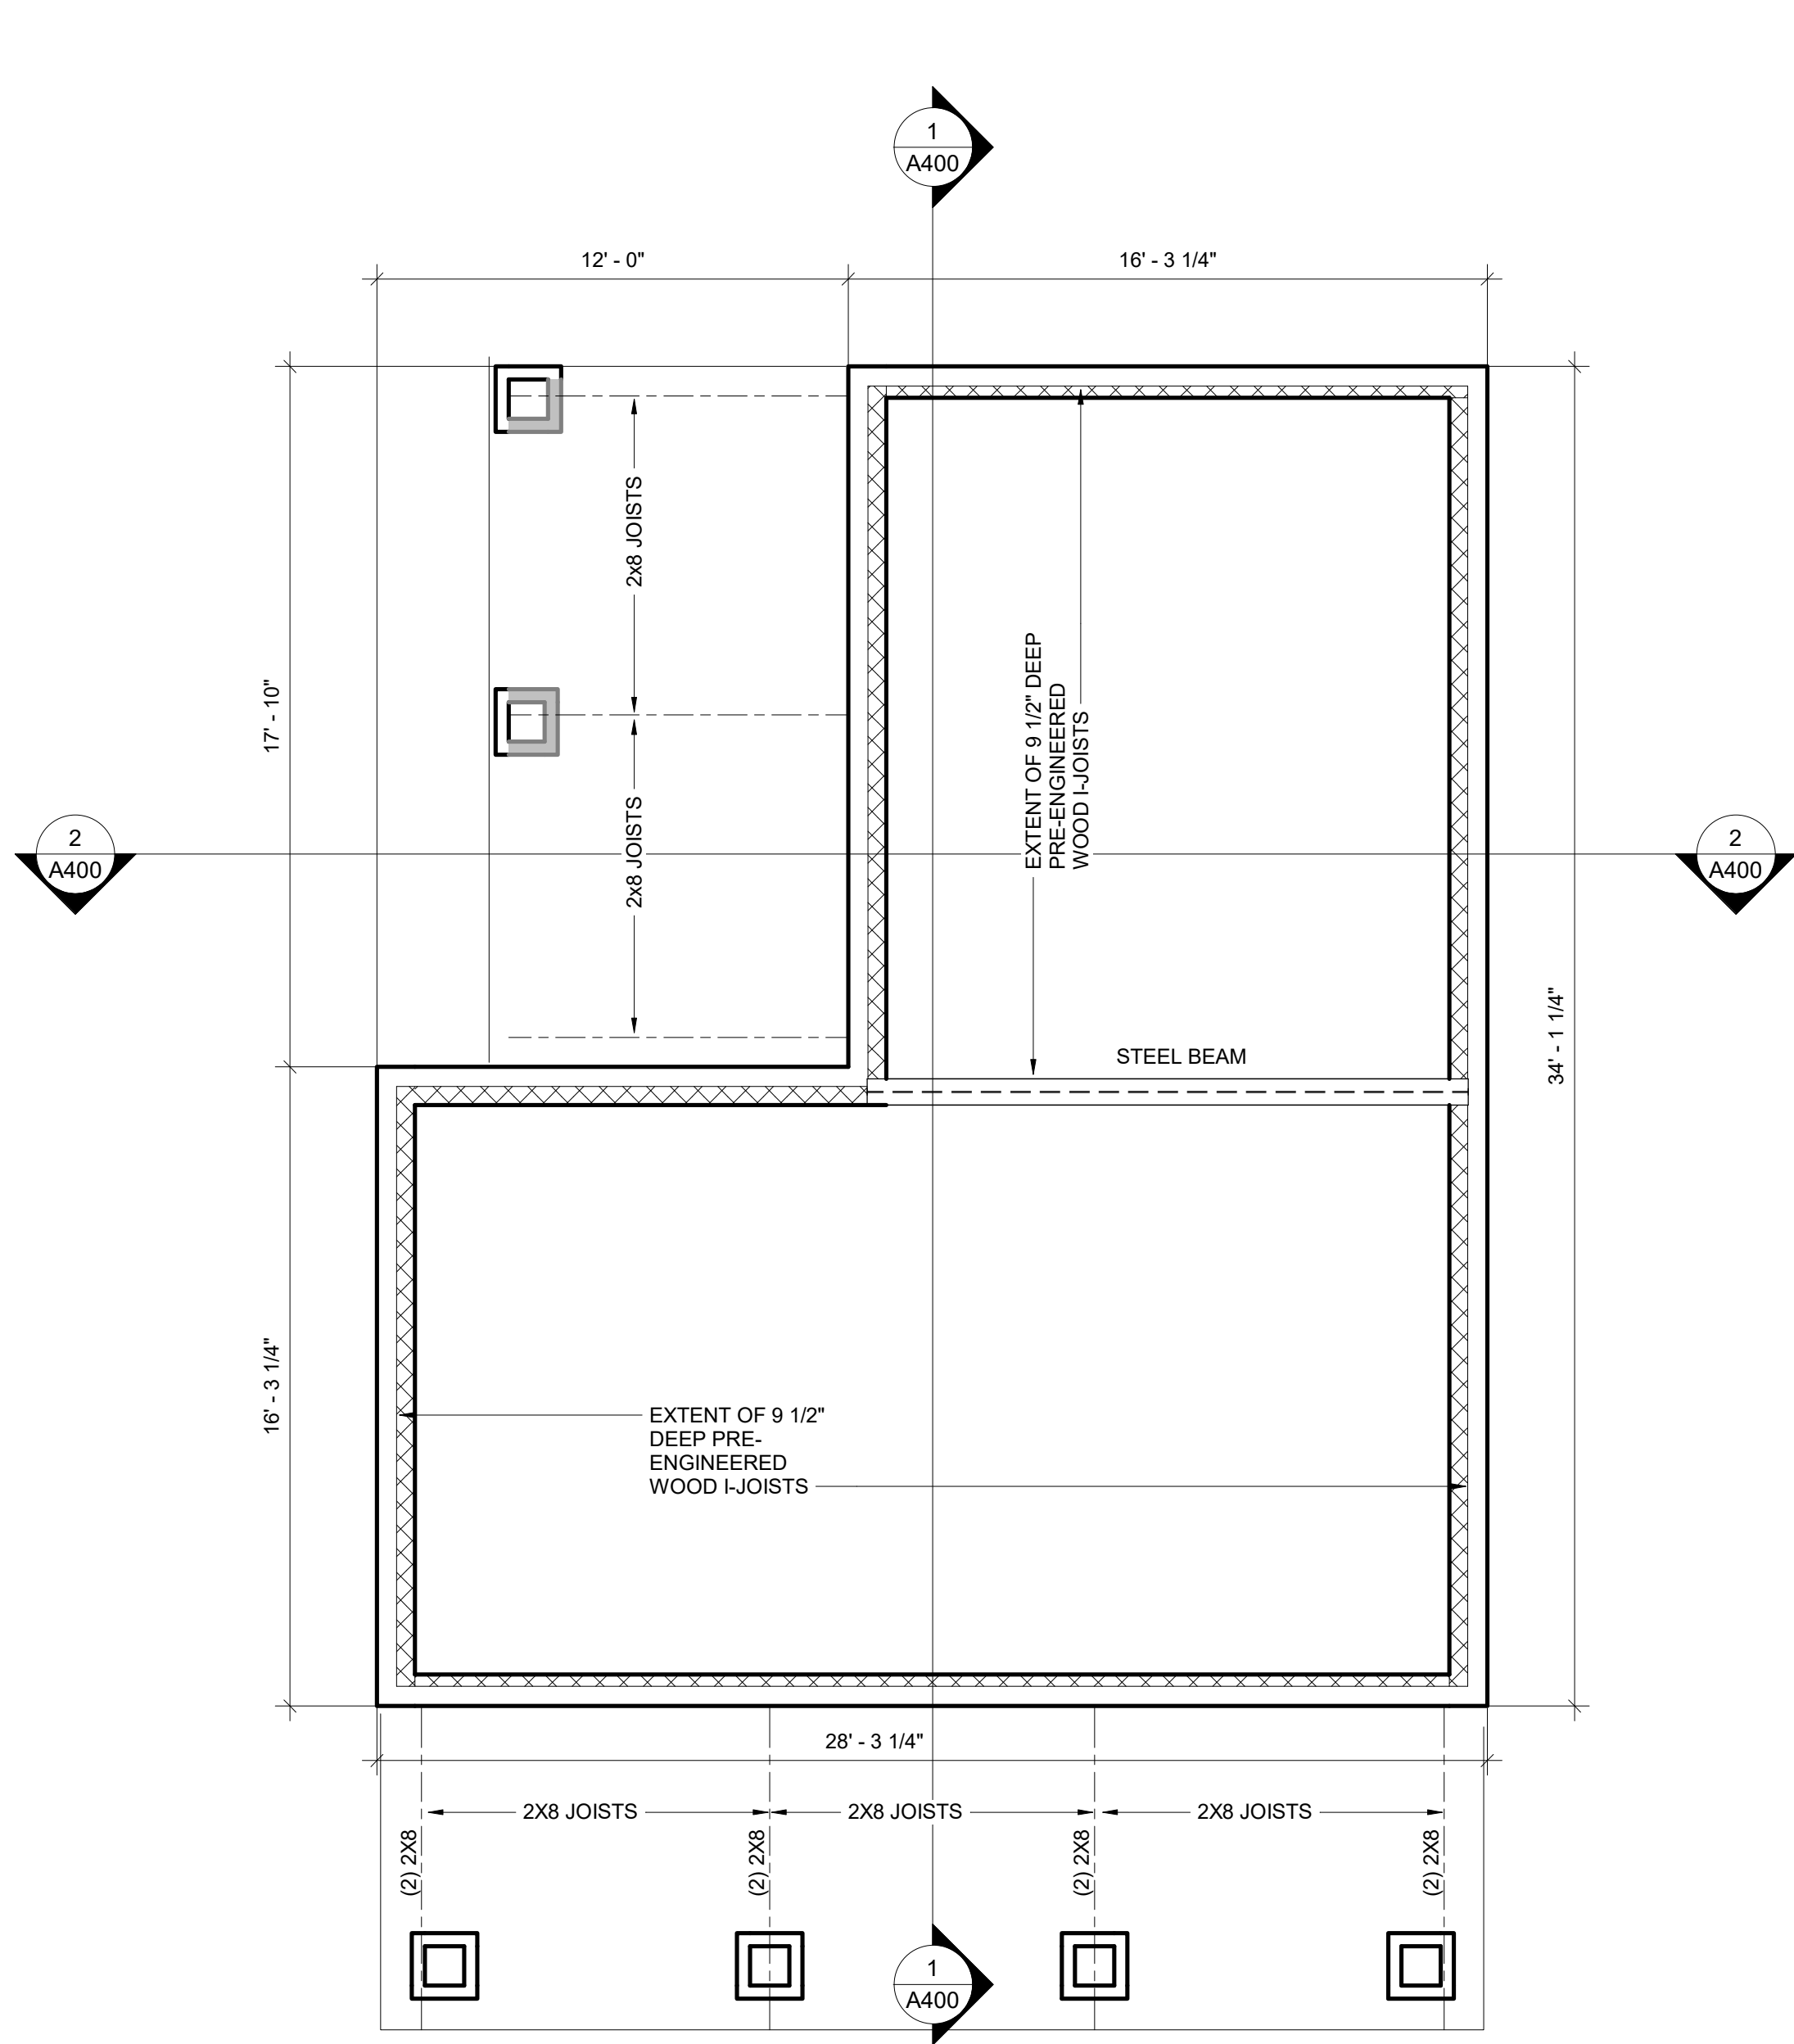 1
A400
12' - 0"
16' - 3 1/4"
2x8 JOISTS
17' - 10"
EXTENT OF 9 1/2" DEEP
PRE-ENGINEERED
WOOD I-JOISTS
2
A400
2x8 JOISTS
2
A400
STEEL BEAM
34' - 1 1/4"
16' - 3 1/4"
EXTENT OF 9 1/2"
DEEP PRE-
ENGINEERED
WOOD I-JOISTS
28' - 3 1/4"
2X8 JOISTS
2X8 JOISTS
2X8 JOISTS
(2) 2X8
(2) 2X8
(2) 2X8
(2) 2X8
1
A400